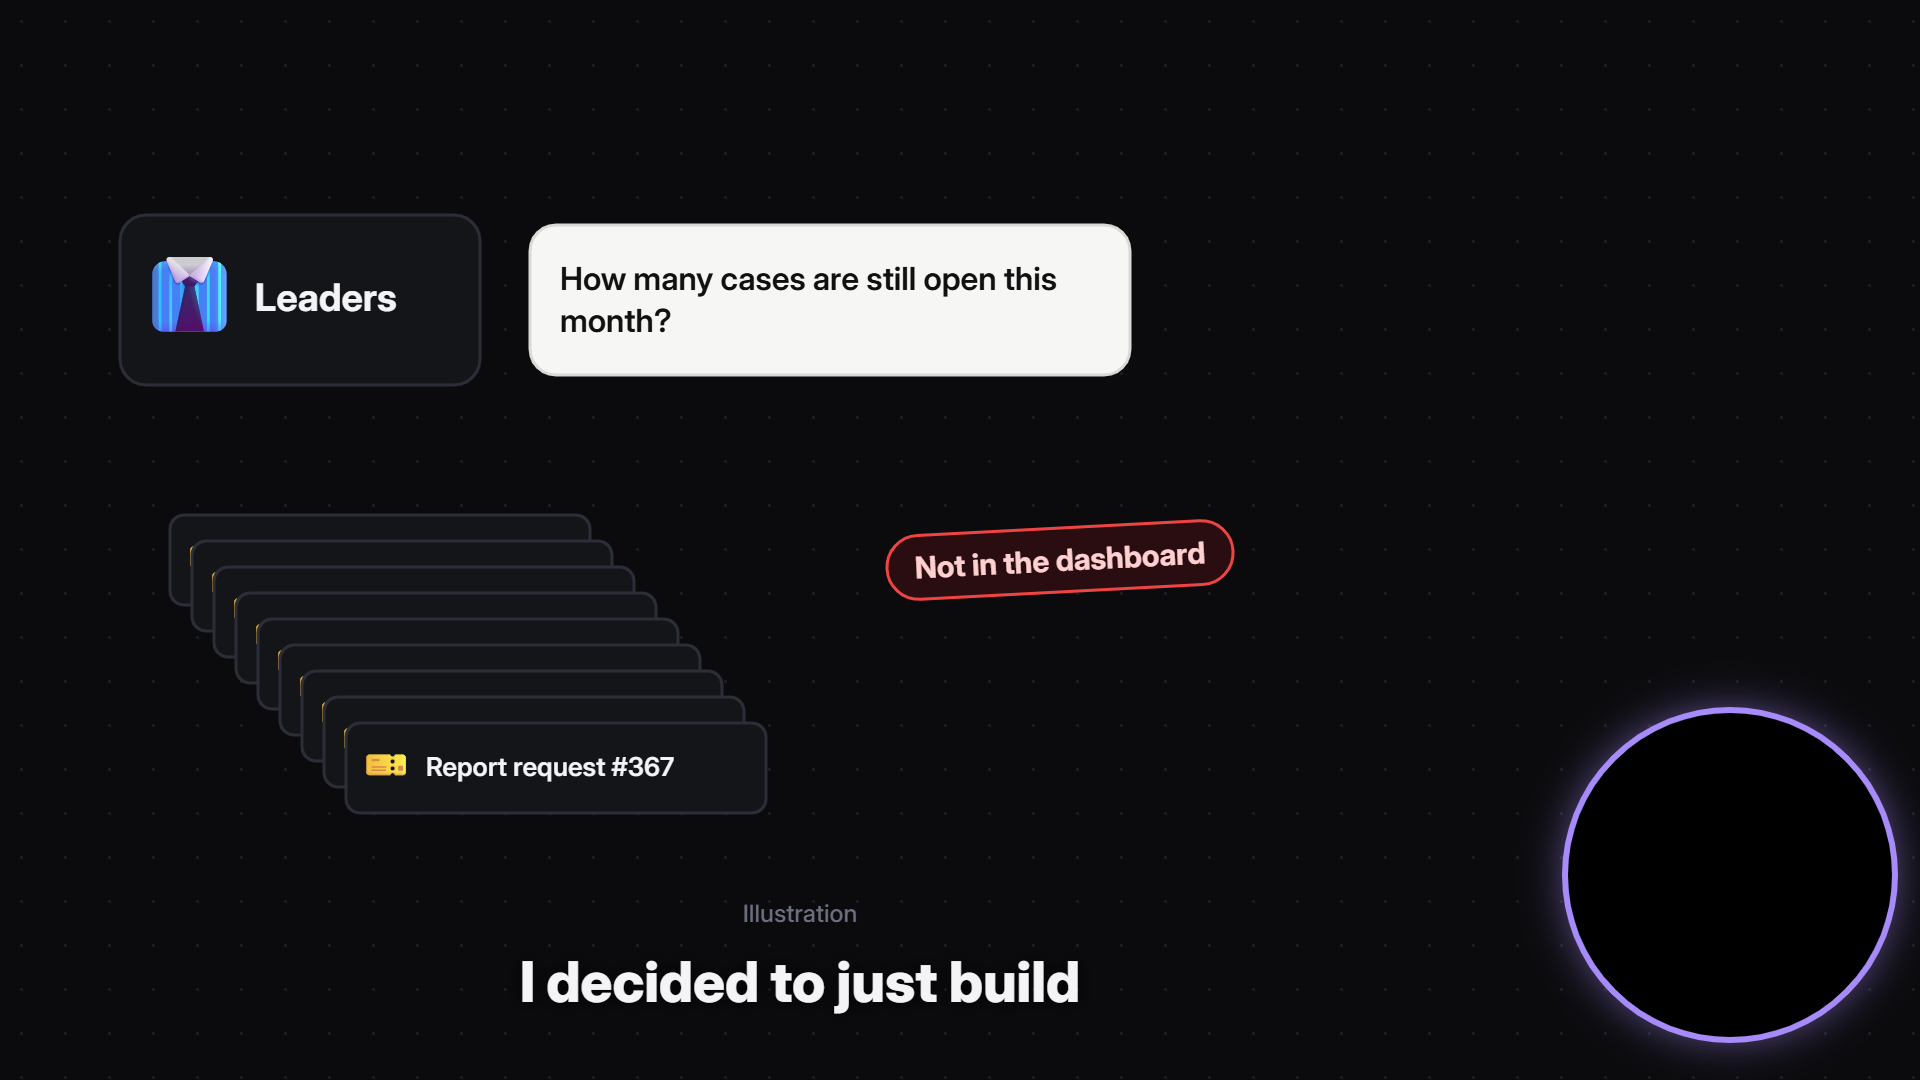 Leaders
How many cases are still open this
month?
Not in the dashboard
Report request #367
Illustration
I decided to just build